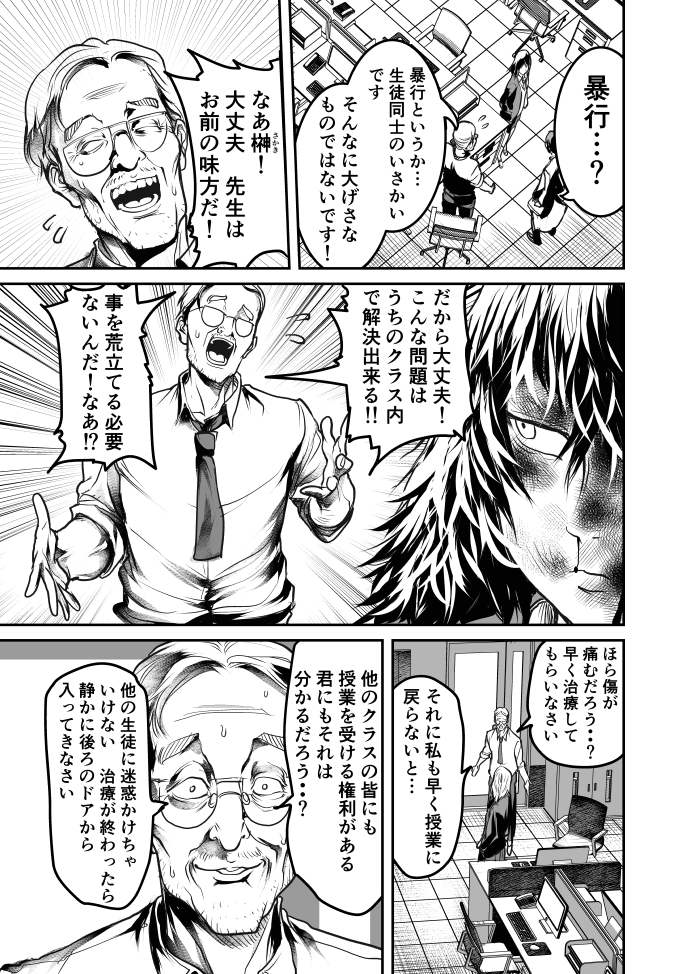 暴行…？
暴行というか…
生徒同士のいさかい
です
そんなに大げさな
ものではないです！
なあ榊！
さかき
大丈夫　先生は
お前の味方だ！
だから大丈夫！
こんな問題は
うちのクラス内
で解決出来る!!
事を荒立てる必要
ないんだ！なあ!?
ほら傷が
痛むだろう‥？
早く治療して
もらいなさい
それに私も早く授業に
戻らないと…
他のクラスの皆にも
授業を受ける権利がある
君にもそれは
分かるだろう‥？
他の生徒に迷惑かけちゃ
いけない　治療が終わったら
静かに後ろのドアから
入ってきなさい